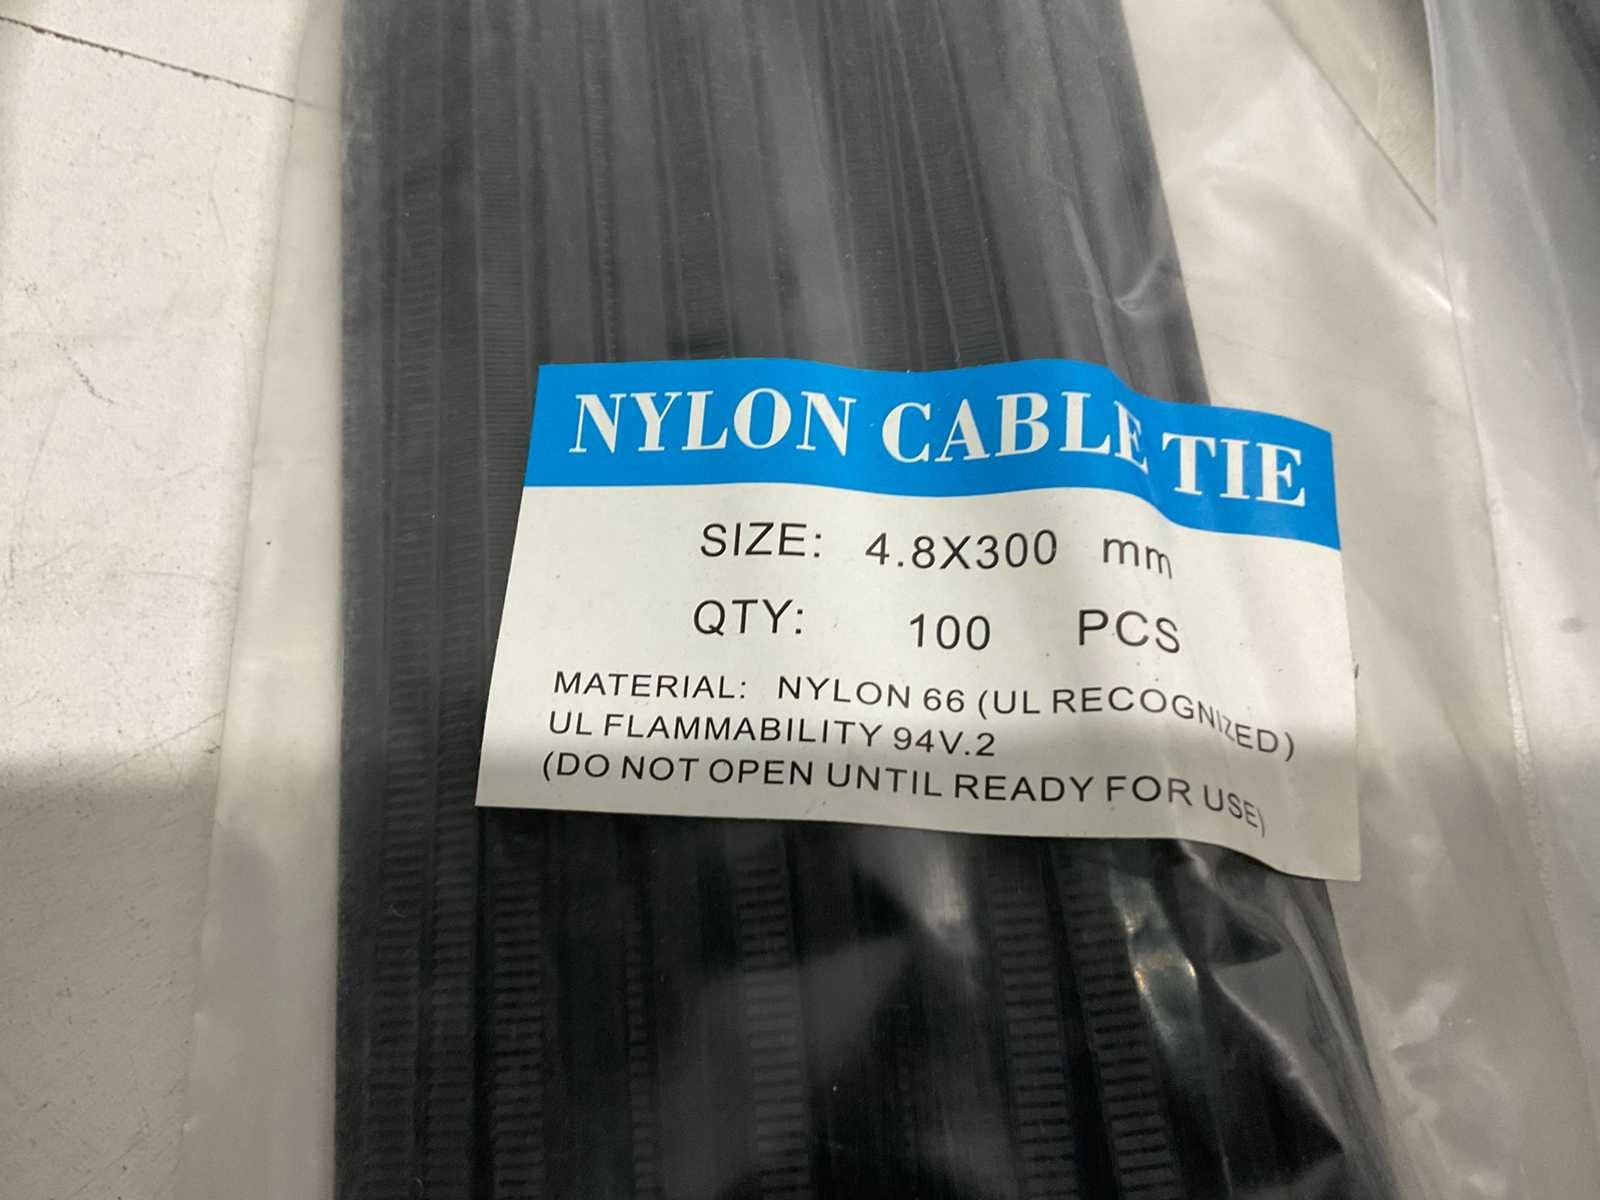 NYLON CABLE TIE
SIZE: 4.8X300 mm
QTY: 100 PCS
MATERIAL: NYLON 66 (UL RECOGNIZED)
UL FLAMMABILITY 94V.2
(DO NOT OPEN UNTIL READY FOR USE)